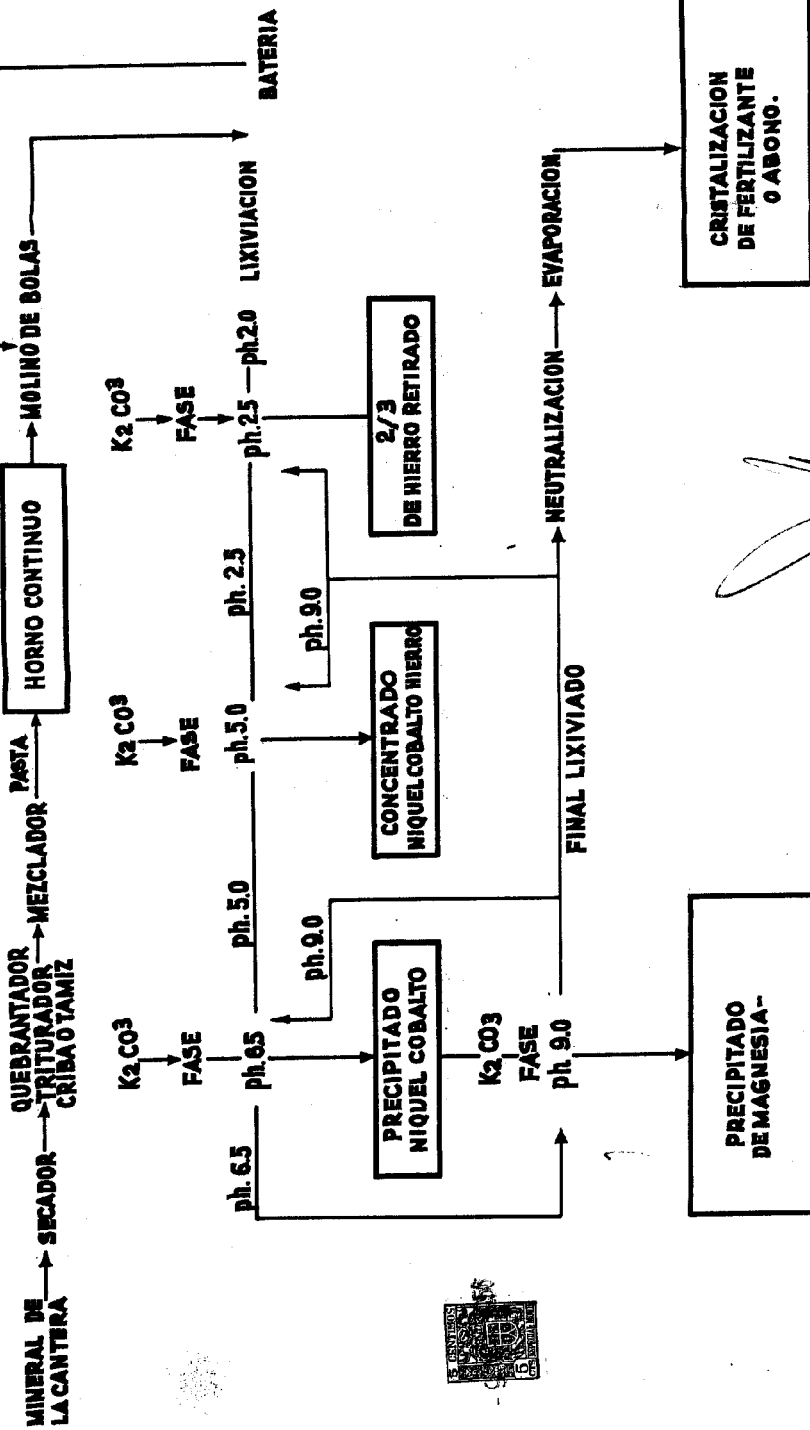 MINERAL DE
LA CANTERA
SECADOR
QUEBRANTADOR
TRITURADOR
CRIBA O TAMIZ
MEZCLADOR
PASTA
HORNO CONTINUO
MOLINO DE BOLAS
BATERIA
K2 CO3
FASE
ph. 6.5
ph. 65
ph. 5.0
K2 CO3
FASE
ph. 5.0
ph. 2.5
K2 CO3
FASE
ph. 2.5
ph 2.0
LIXIVIACION
ph. 9.0
ph. 9.0
PRECIPITADO
NIQUEL COBALTO
CONCENTRADO
NIQUEL COBALTO HIERRO
2/3
DE HIERRO RETIRADO
K2 CO3
FASE
ph 9.0
FINAL LIXIVIADO
NEUTRALIZACION
EVAPORACION
PRECIPITADO
DE MAGNESIA-
CRISTALIZACION
DE FERTILIZANTE
O ABONO.
5 CENTIMOS